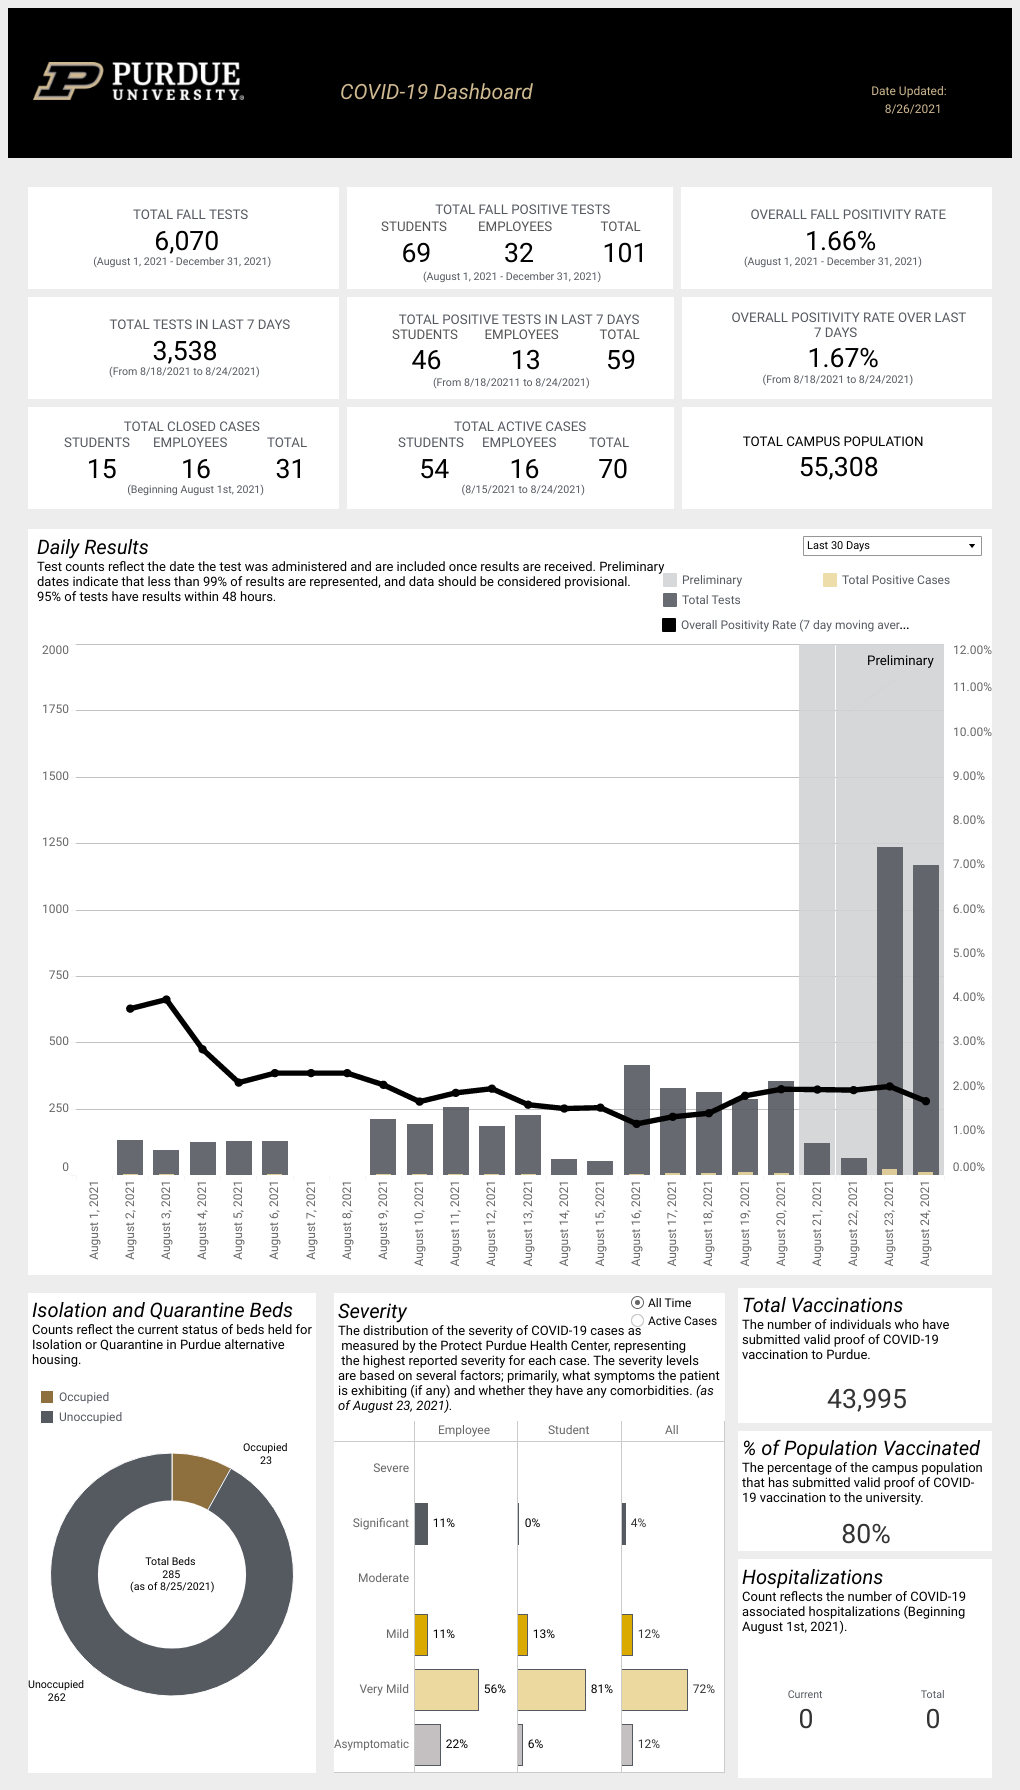 PURDUE
UNIVERSITY®
COVID-19 Dashboard
Date Updated:
8/26/2021
TOTAL FALL TESTS
6,070
(August 1, 2021 - December 31, 2021)
TOTAL FALL POSITIVE TESTS
STUDENTS EMPLOYEES TOTAL
69 32 101
(August 1, 2021 - December 31, 2021)
OVERALL FALL POSITIVITY RATE
1.66%
(August 1, 2021 - December 31, 2021)
TOTAL TESTS IN LAST 7 DAYS
3,538
(From 8/18/2021 to 8/24/2021)
TOTAL POSITIVE TESTS IN LAST 7 DAYS
STUDENTS EMPLOYEES TOTAL
46 13 59
(From 8/18/20211 to 8/24/2021)
OVERALL POSITIVITY RATE OVER LAST
7 DAYS
1.67%
(From 8/18/2021 to 8/24/2021)
TOTAL CLOSED CASES
STUDENTS EMPLOYEES TOTAL
15 16 31
(Beginning August 1st, 2021)
TOTAL ACTIVE CASES
STUDENTS EMPLOYEES TOTAL
54 16 70
(8/15/2021 to 8/24/2021)
TOTAL CAMPUS POPULATION
55,308
Daily Results
Test counts reflect the date the test was administered and are included once results are received. Preliminary
dates indicate that less than 99% of results are represented, and data should be considered provisional.
95% of tests have results within 48 hours.
Last 30 Days
Preliminary
Total Positive Cases
Total Tests
Overall Positivity Rate (7 day moving aver...
Preliminary
2000
1750
1500
1250
1000
750
500
250
0
12.00%
11.00%
10.00%
9.00%
8.00%
7.00%
6.00%
5.00%
4.00%
3.00%
2.00%
1.00%
0.00%
August 1, 2021
August 2, 2021
August 3, 2021
August 4, 2021
August 5, 2021
August 6, 2021
August 7, 2021
August 8, 2021
August 9, 2021
August 10, 2021
August 11, 2021
August 12, 2021
August 13, 2021
August 14, 2021
August 15, 2021
August 16, 2021
August 17, 2021
August 18, 2021
August 19, 2021
August 20, 2021
August 21, 2021
August 22, 2021
August 23, 2021
August 24, 2021
Isolation and Quarantine Beds
Counts reflect the current status of beds held for
Isolation or Quarantine in Purdue alternative
housing.
Occupied
Unoccupied
Occupied
23
Total Beds
285
(as of 8/25/2021)
Unoccupied
262
Severity
All Time
Active Cases
The distribution of the severity of COVID-19 cases as
measured by the Protect Purdue Health Center, representing
the highest reported severity for each case. The severity levels
are based on several factors; primarily, what symptoms the patient
is exhibiting (if any) and whether they have any comorbidities. (as
of August 23, 2021).
Employee Student All
Severe
Significant 11% 0% 4%
Moderate
Mild 11% 13% 12%
Very Mild 56% 81% 72%
Asymptomatic 22% 6% 12%
Total Vaccinations
The number of individuals who have
submitted valid proof of COVID-19
vaccination to Purdue.
43,995
% of Population Vaccinated
The percentage of the campus population
that has submitted valid proof of COVID-
19 vaccination to the university.
80%
Hospitalizations
Count reflects the number of COVID-19
associated hospitalizations (Beginning
August 1st, 2021).
Current Total
0 0